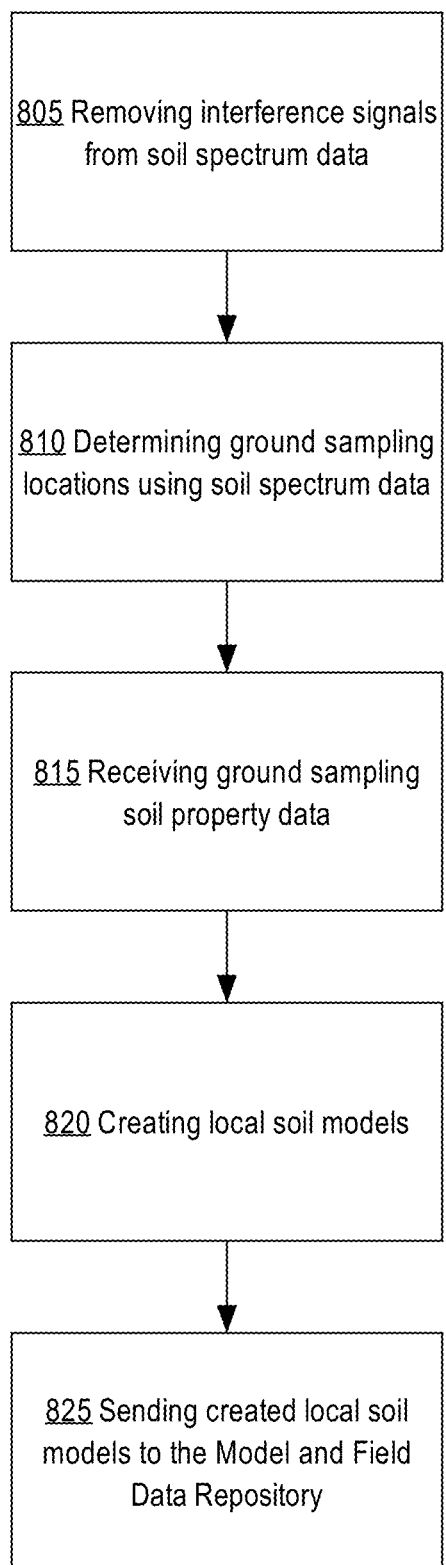 805 Removing interference signals
from soil spectrum data
810 Determining ground sampling
locations using soil spectrum data
815 Receiving ground sampling
soil property data
820 Creating local soil models
825 Sending created local soil
models to the Model and Field
Data Repository